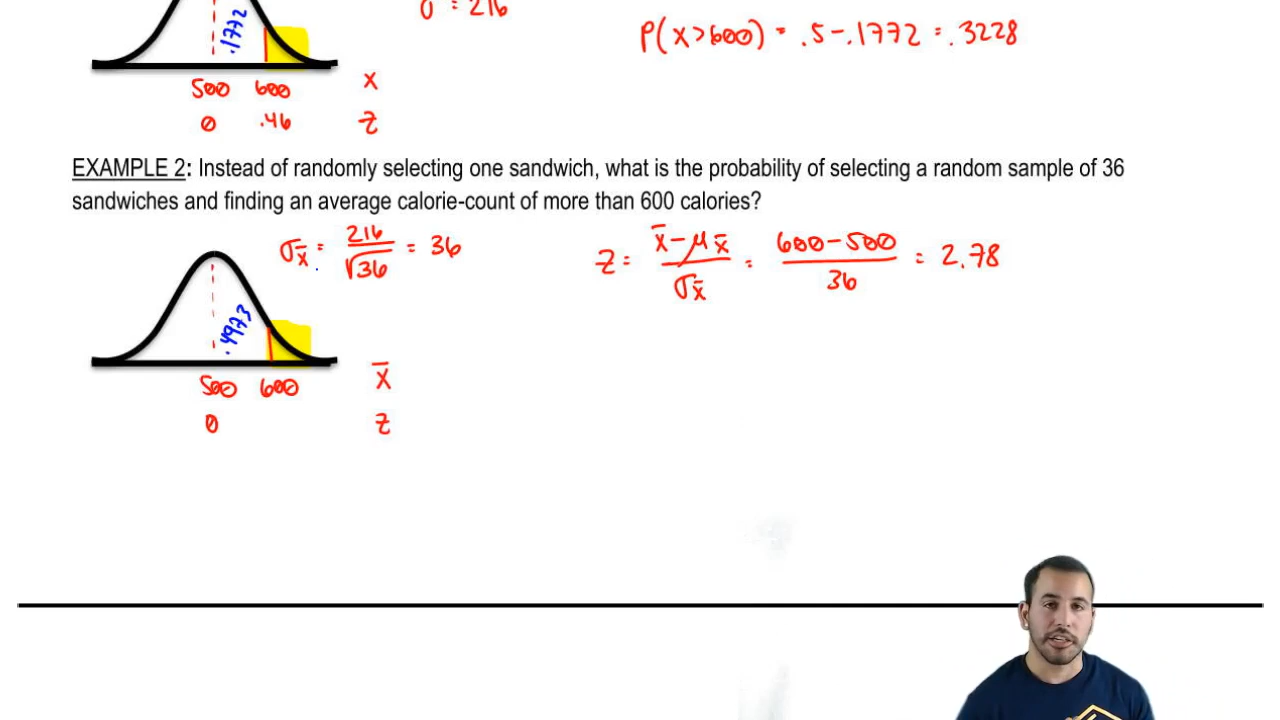 σ = 216
.1772
P(x>600) = .5-.1772 = .3228
500 600 x
0 .46 z
EXAMPLE 2: Instead of randomly selecting one sandwich, what is the probability of selecting a random sample of 36
sandwiches and finding an average calorie-count of more than 600 calories?
σx̄ = 216/√36 = 36
z = x̄-μx̄/σx̄ = 600-500/36 = 2.78
.4973
500 600 x̄
0 z